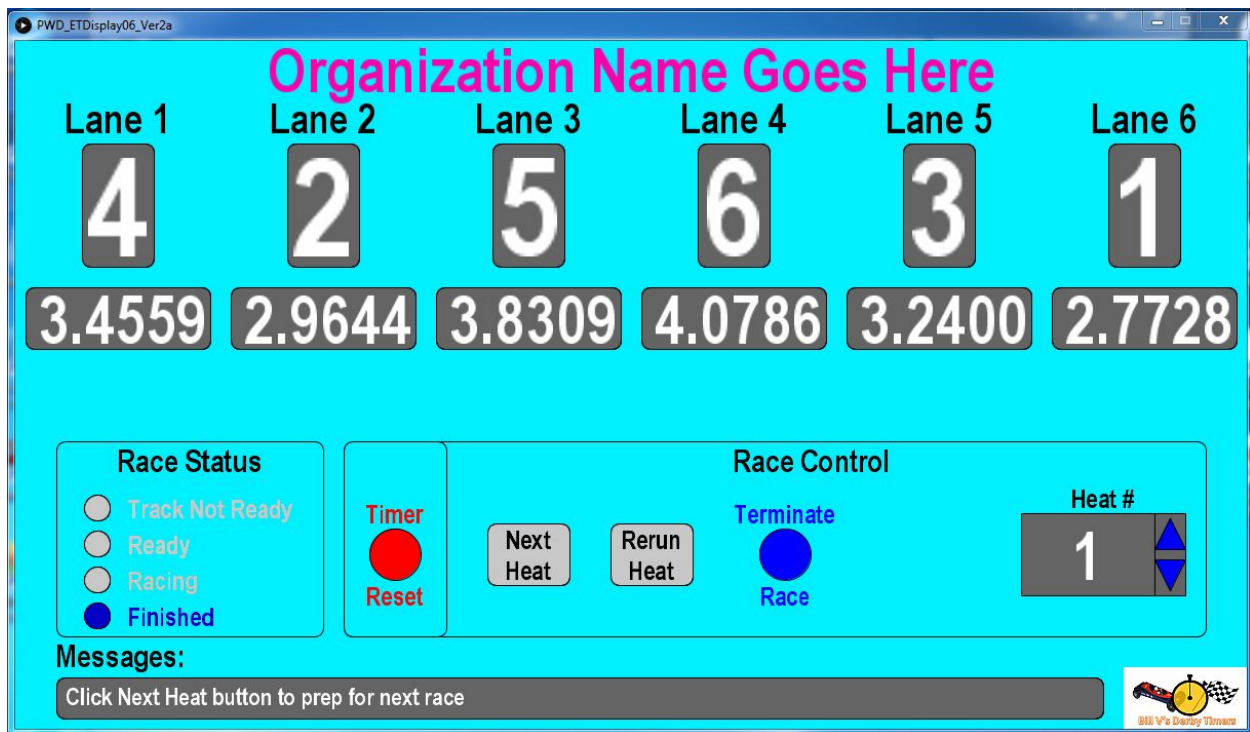 PWD_ETDisplay06_Ver2a
Organization Name Goes Here
Lane 1 Lane 2 Lane 3 Lane 4 Lane 5 Lane 6
4 2 5 6 3 1
3.4559 2.9644 3.8309 4.0786 3.2400 2.7728
Race Status
Track Not Ready
Ready
Racing
Finished
Timer
Reset
Race Control
Next
Heat
Rerun
Heat
Terminate
Race
Heat #
1
Messages:
Click Next Heat button to prep for next race
Bill V's Derby Timers